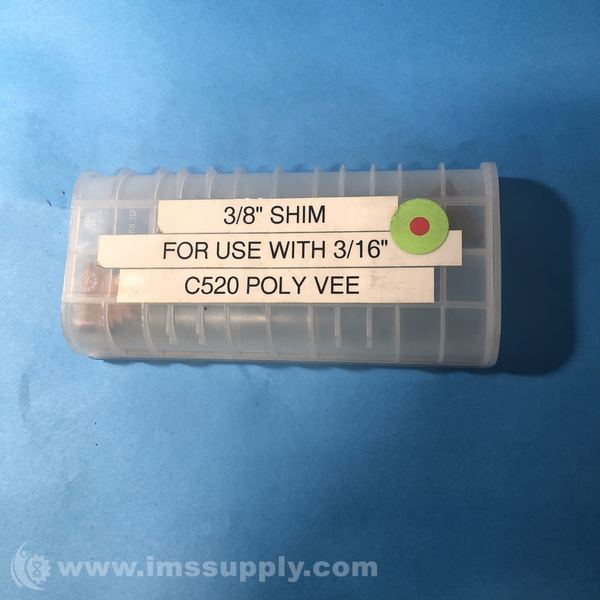 3/8" SHIM
FOR USE WITH 3/16"
C520 POLY VEE
www.imssupply.com